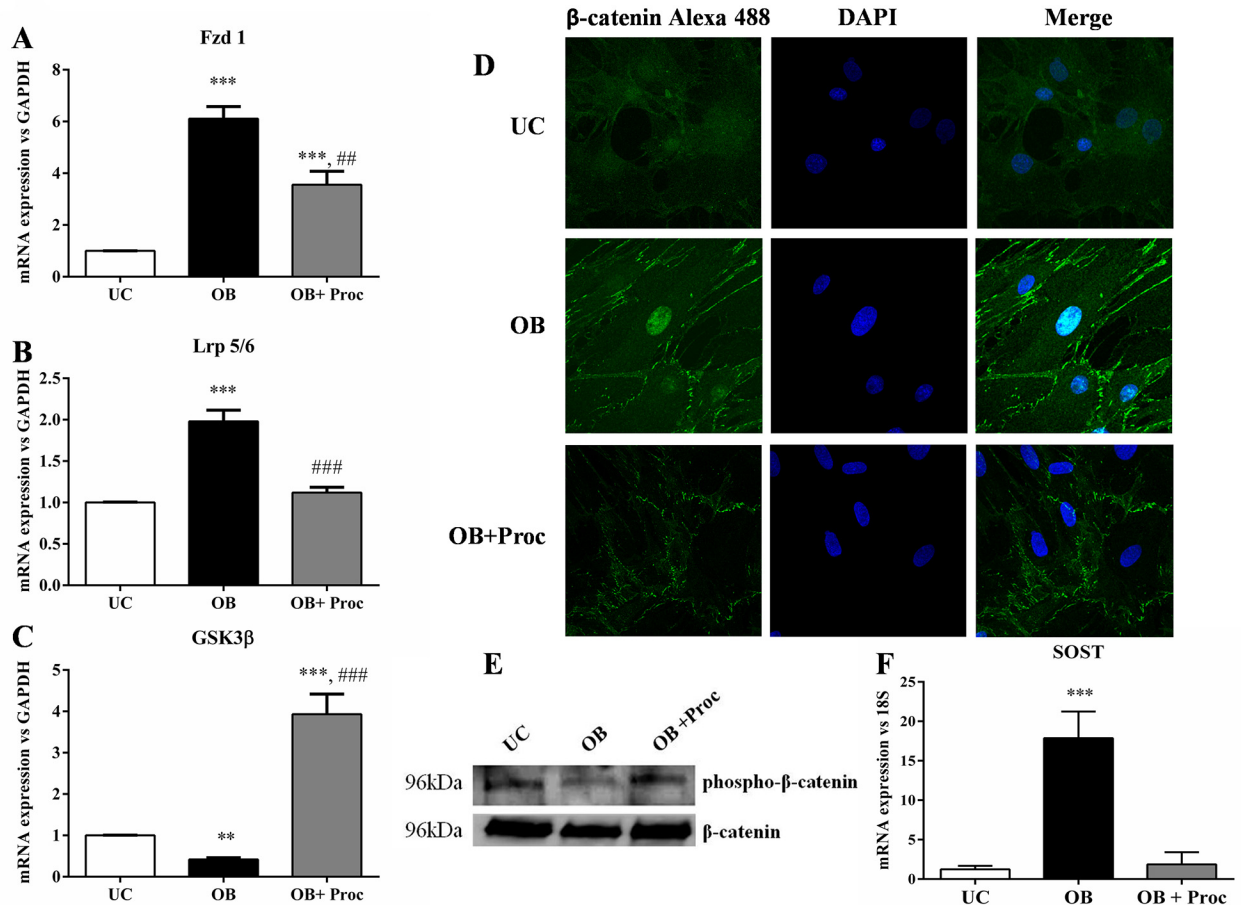 A
Fzd 1
mRNA expression vs GAPDH
8
6
4
2
0
***
***, ##
UC OB OB+ Proc
B
Lrp 5/6
mRNA expression vs GAPDH
2.5
2.0
1.5
1.0
0.5
0.0
***
###
UC OB OB+ Proc
C
GSK3β
mRNA expression vs GAPDH
5
4
3
2
1
0
**
***, ###
UC OB OB+ Proc
D
β-catenin Alexa 488 DAPI Merge
UC
OB
OB+Proc
E
UC OB OB+Proc
96kDa phospho-β-catenin
96kDa β-catenin
F
SOST
mRNA expression vs 18S
25
20
15
10
5
0
***
UC OB OB + Proc